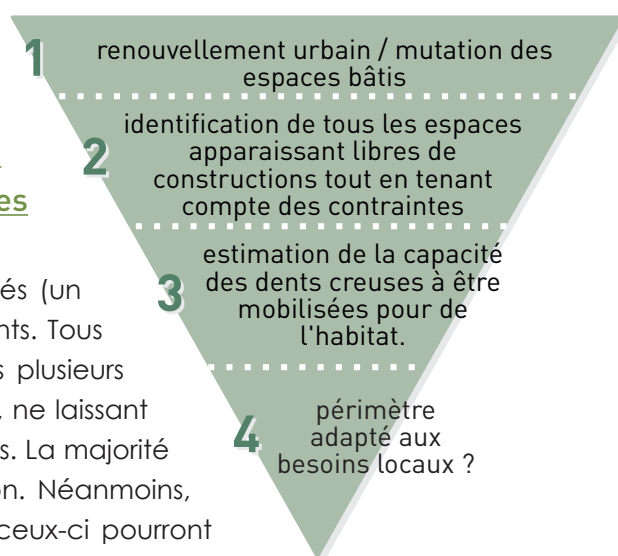 1
renouvellement urbain / mutation des
espaces bâtis
2
identification de tous les espaces
apparaissant libres de
constructions tout en tenant
compte des contraintes
3
estimation de la capacité
des dents creuses à être
mobilisées pour de
l'habitat.
4
périmètre
adapté aux
besoins locaux ?
es
és (un
nts. Tous
s plusieurs
, ne laissant
s. La majorité
on. Néanmoins,
ceux-ci pourront